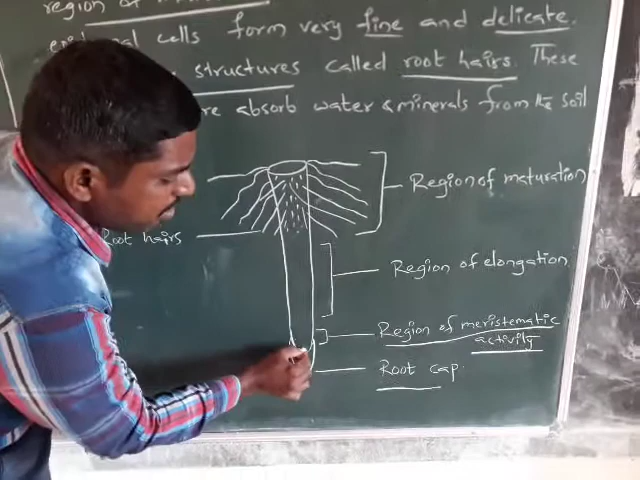 region of
cells form very fine and delicate
structures called root hairs. These
absorb water & minerals from the soil
Region of maturation
Root hairs
Region of elongation
Region of meristematic
activity
Root cap